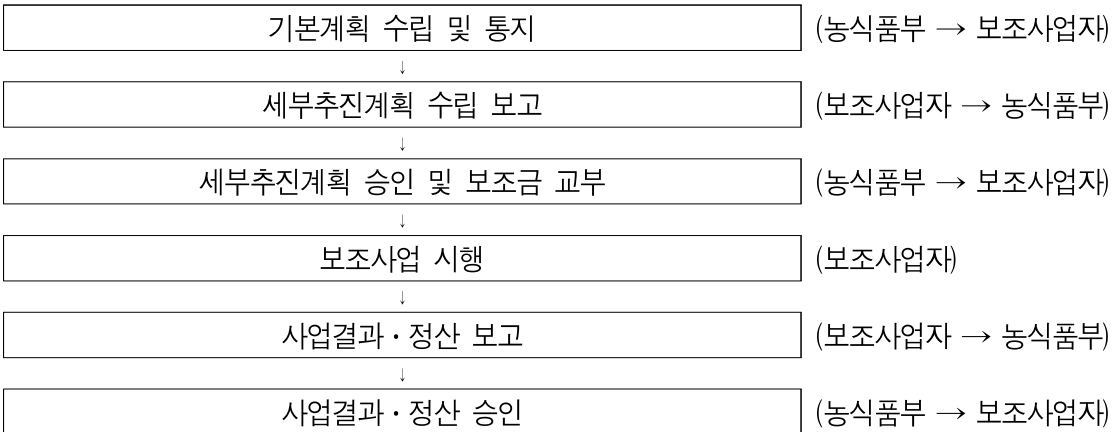 기본계획 수립 및 통지 (농식품부 → 보조사업자)
↓
세부추진계획 수립 보고 (보조사업자 → 농식품부)
↓
세부추진계획 승인 및 보조금 교부 (농식품부 → 보조사업자)
↓
보조사업 시행 (보조사업자)
↓
사업결과·정산 보고 (보조사업자 → 농식품부)
↓
사업결과·정산 승인 (농식품부 → 보조사업자)